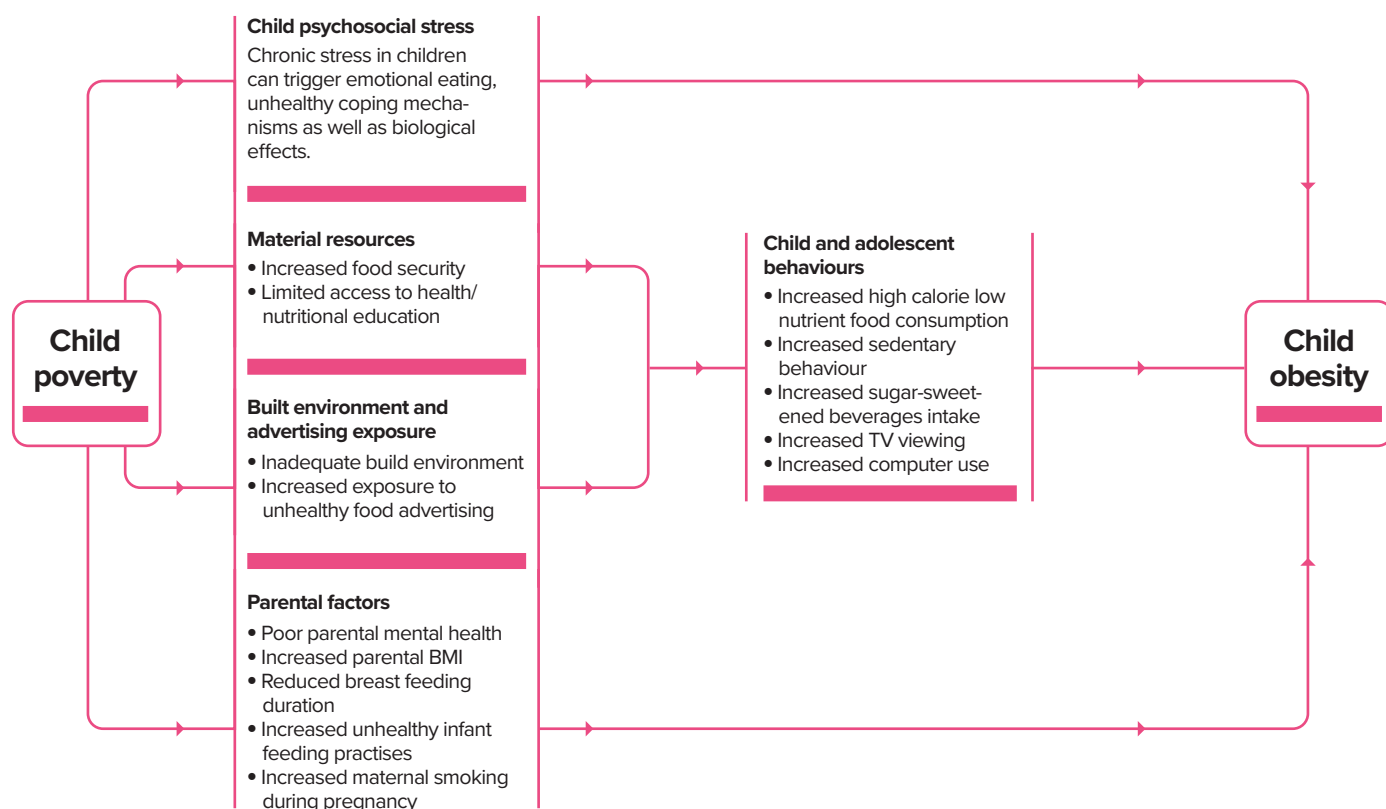 Child psychosocial stress
Chronic stress in children
can trigger emotional eating,
unhealthy coping mecha-
nisms as well as biological
effects.
Material resources
• Increased food security
• Limited access to health/
nutritional education
Child
poverty
Built environment and
advertising exposure
• Inadequate build environment
• Increased exposure to
unhealthy food advertising
Parental factors
• Poor parental mental health
• Increased parental BMI
• Reduced breast feeding
duration
• Increased unhealthy infant
feeding practises
• Increased maternal smoking
during pregnancy
Child and adolescent
behaviours
• Increased high calorie low
nutrient food consumption
• Increased sedentary
behaviour
• Increased sugar-sweet-
ened beverages intake
• Increased TV viewing
• Increased computer use
Child
obesity